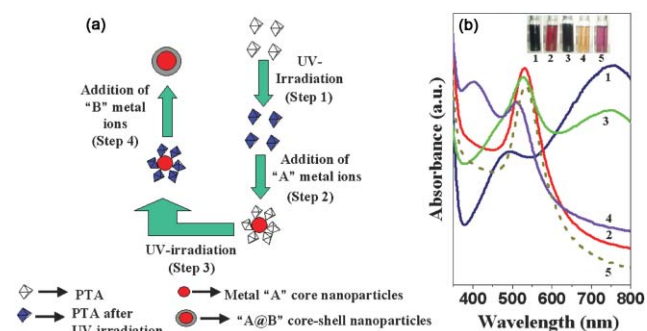 (a)
UV-
Irradiation
(Step 1)
Addition of
"B" metal
ions
(Step 4)
Addition of
"A" metal ions
(Step 2)
UV-irradiation
(Step 3)
PTA
Metal "A" core nanoparticles
PTA after
UV-irradiation
"A@B" core-shell nanoparticles
(b)
1 2 3 4 5
1
3
4
2
5
Absorbance (a.u.)
400 500 600 700 800
Wavelength (nm)